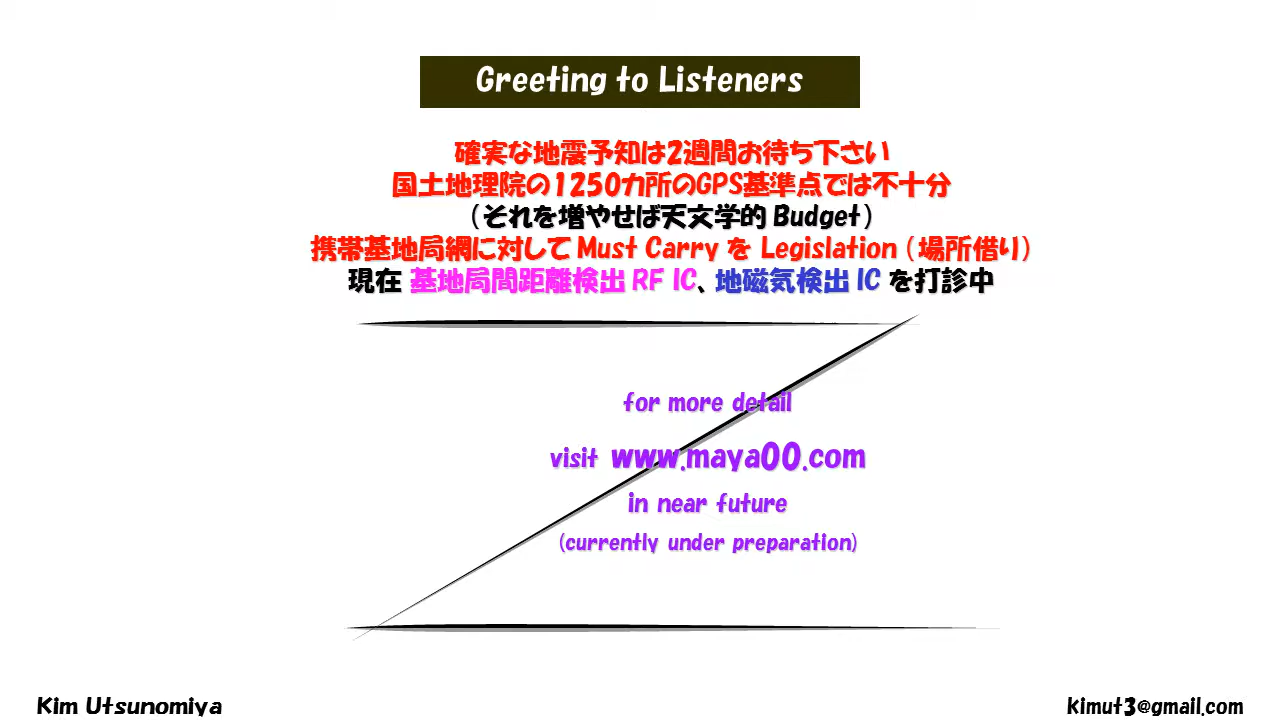 Greeting to Listeners
確実な地震予知は2週間お待ち下さい
国土地理院の1250カ所のGPS基準点では不十分
（それを増やせば天文学的 Budget）
携帯基地局網に対して Must Carry を Legislation（場所借り）
現在 基地局間距離検出 RF IC、地磁気検出 IC を打診中
for more detail
visit www.maya00.com
in near future
(currently under preparation)
Kim Utsunomiya
kimut3@gmail.com